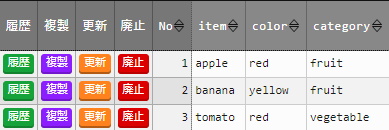 履歴 複製 更新 廃止 No item color category
履歴 複製 更新 廃止 1 apple red fruit
履歴 複製 更新 廃止 2 banana yellow fruit
履歴 複製 更新 廃止 3 tomato red vegetable